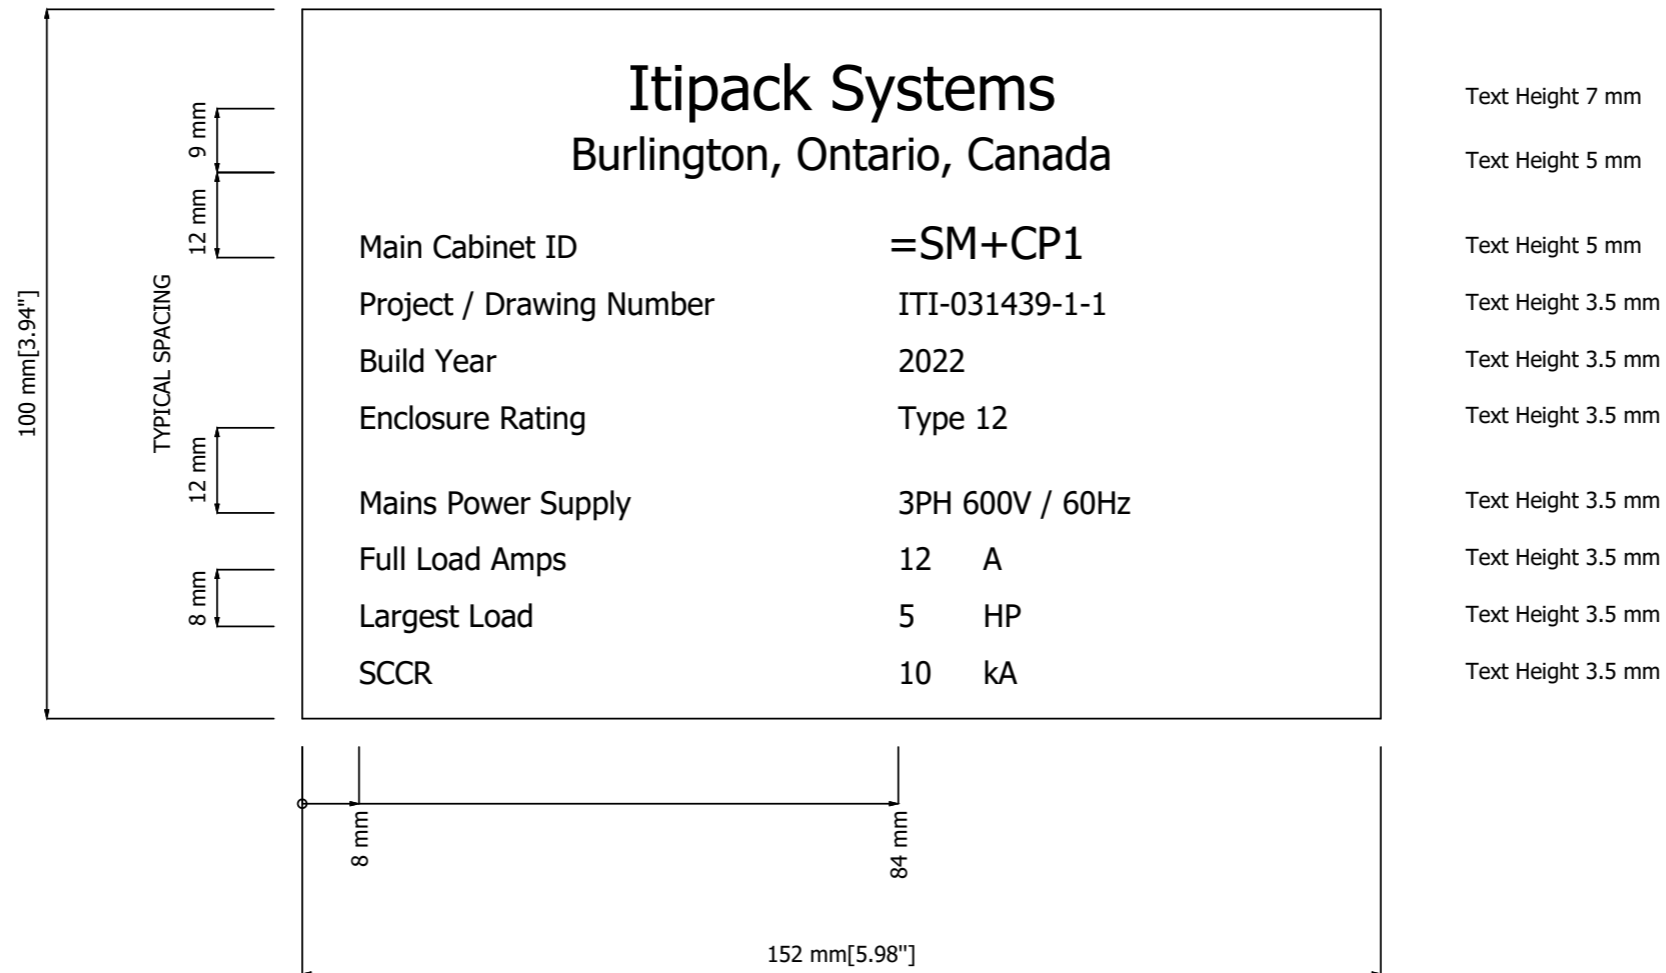 Itipack Systems Text Height 7 mm
9 mm
Burlington, Ontario, Canada Text Height 5 mm
12 mm
Main Cabinet ID =SM+CP1 Text Height 5 mm
Project / Drawing Number ITI-031439-1-1 Text Height 3.5 mm
100 mm[3.94"]
TYPICAL SPACING
Build Year 2022 Text Height 3.5 mm
Enclosure Rating Type 12 Text Height 3.5 mm
12 mm
Mains Power Supply 3PH 600V / 60Hz Text Height 3.5 mm
Full Load Amps 12 A Text Height 3.5 mm
8 mm
Largest Load 5 HP Text Height 3.5 mm
SCCR 10 kA Text Height 3.5 mm
8 mm
84 mm
152 mm[5.98"]